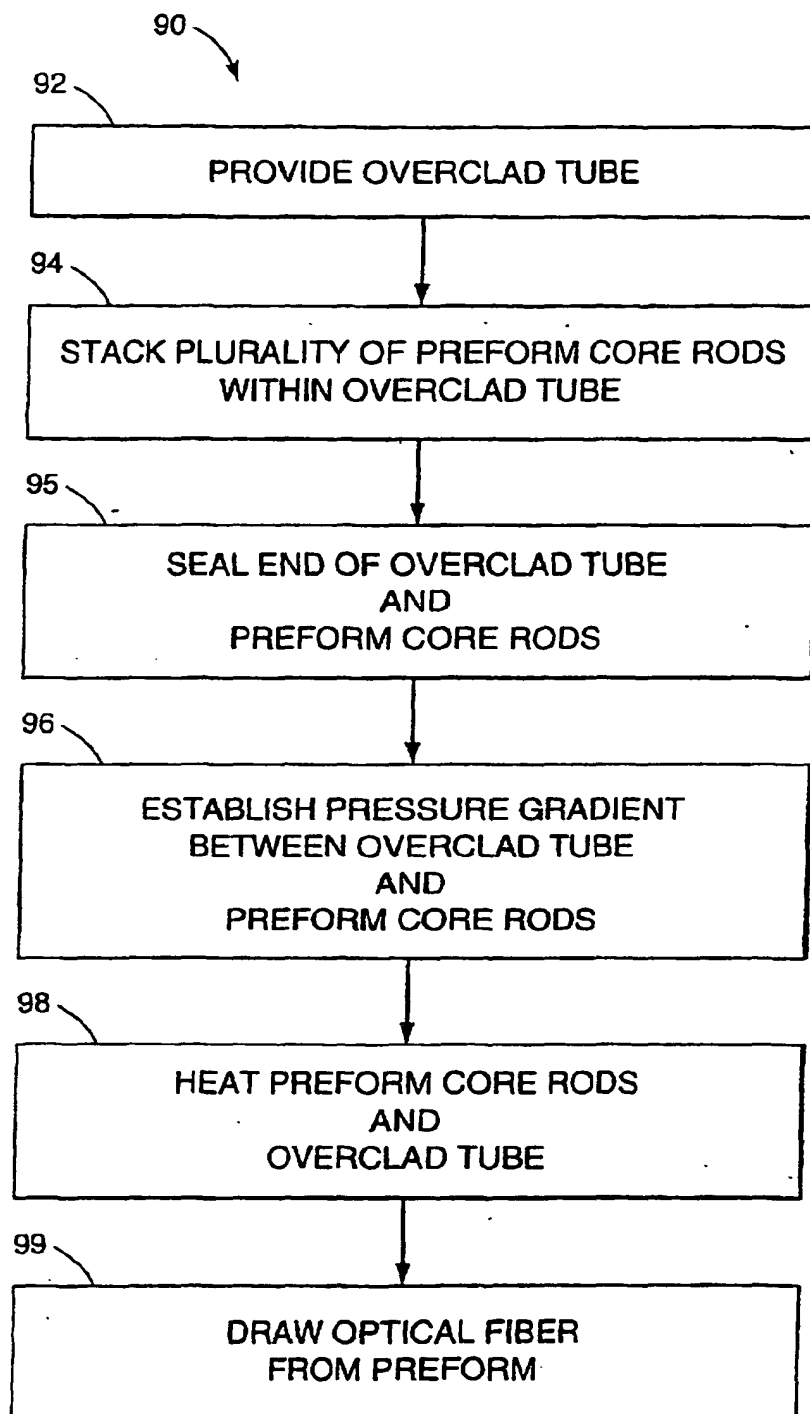 90
92
PROVIDE OVERCLAD TUBE
94
STACK PLURALITY OF PREFORM CORE RODS
WITHIN OVERCLAD TUBE
95
SEAL END OF OVERCLAD TUBE
AND
PREFORM CORE RODS
96
ESTABLISH PRESSURE GRADIENT
BETWEEN OVERCLAD TUBE
AND
PREFORM CORE RODS
98
HEAT PREFORM CORE RODS
AND
OVERCLAD TUBE
99
DRAW OPTICAL FIBER
FROM PREFORM